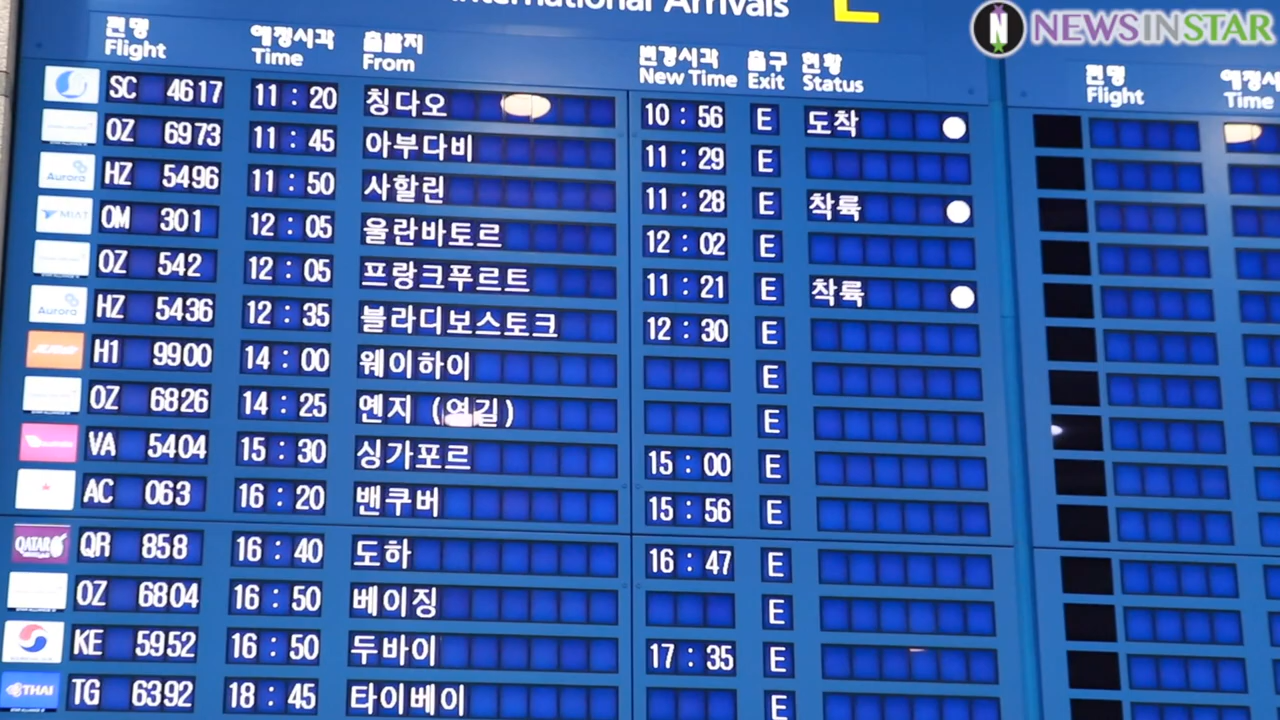 International Arrivals E
NEWSINSTAR
편명 예정시각 출발지 변경시각 출구 현황
Flight Time From New Time Exit Status
편명 예정시
Flight Time
SC 4617 11 : 20 칭다오 10 : 56 E 도착
OZ 6973 11 : 45 아부다비 11 : 29 E
Aurora HZ 5496 11 : 50 사할린 11 : 28 E 착륙
MIAT OM 301 12 : 05 울란바토르 12 : 02 E
OZ 542 12 : 05 프랑크푸르트 11 : 21 E 착륙
Aurora HZ 5436 12 : 35 블라디보스토크 12 : 30 E
H1 9900 14 : 00 웨이하이 E
OZ 6826 14 : 25 옌지 (연길) E
VA 5404 15 : 30 싱가포르 15 : 00 E
AC 063 16 : 20 밴쿠버 15 : 56 E
QATAR QR 858 16 : 40 도하 16 : 47 E
OZ 6804 16 : 50 베이징 E
KE 5952 16 : 50 두바이 17 : 35 E
THAI TG 6392 18 : 45 타이베이 E